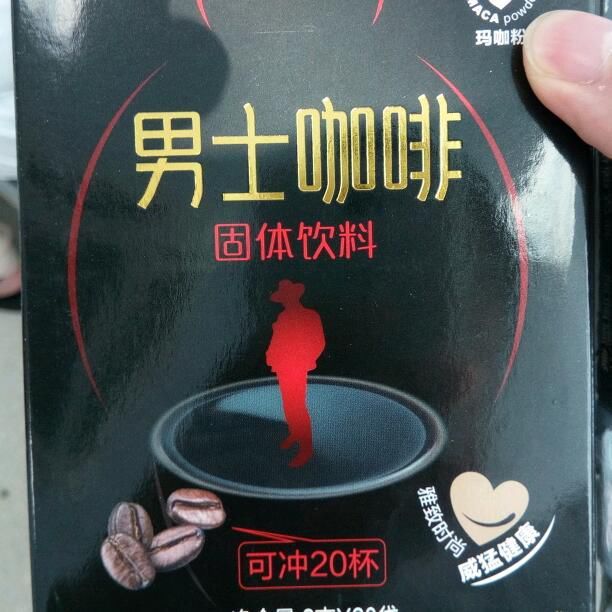 MACA powder
玛咖粉
男士咖啡
固体饮料
雅致时尚
威猛健康
可冲20杯